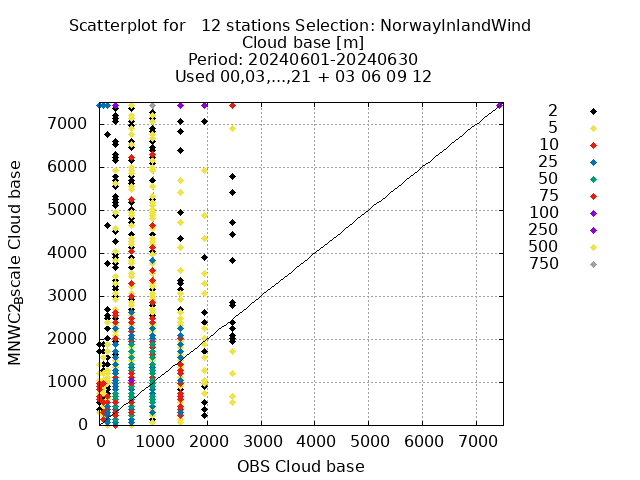 Scatterplot for   12 stations Selection: NorwayInlandWind
Cloud base [m]
Period: 20240601-20240630
Used 00,03,...,21 + 03 06 09 12
MNWC2Bscale Cloud base
7000
6000
5000
4000
3000
2000
1000
0
0 1000 2000 3000 4000 5000 6000 7000
OBS Cloud base
2
5
10
25
50
75
100
250
500
750